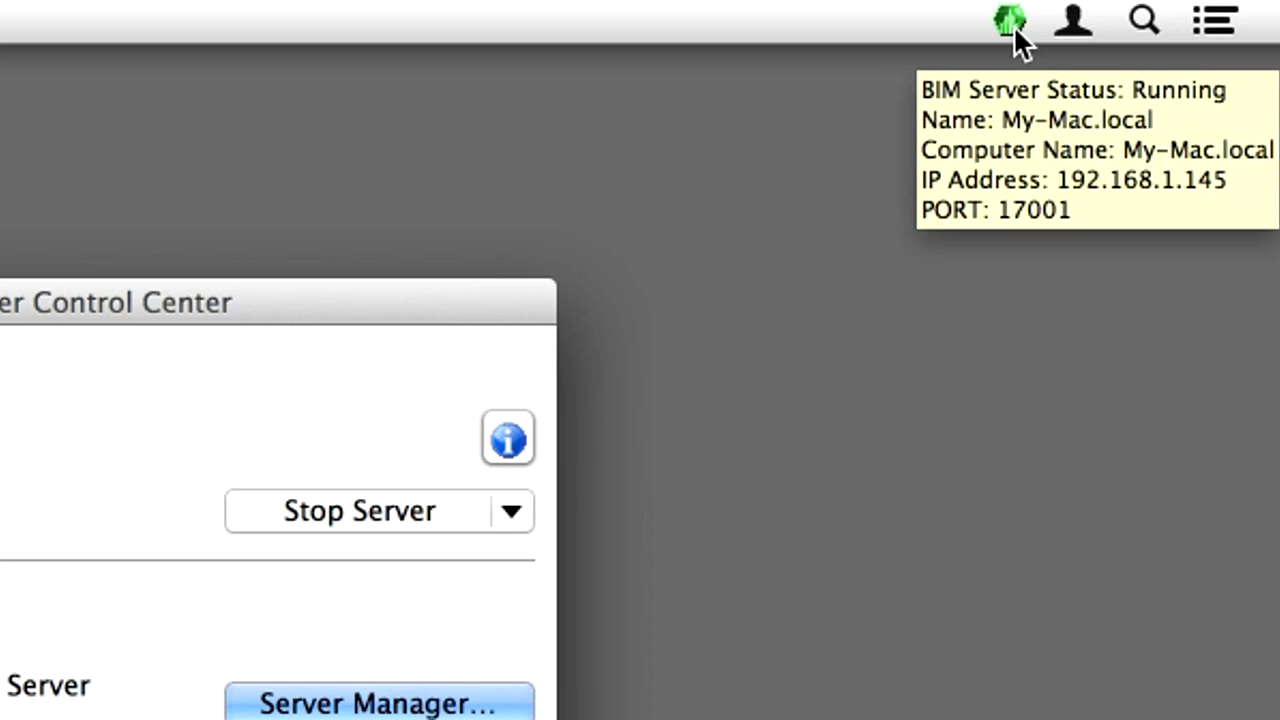 BIM Server Status: Running
Name: My-Mac.local
Computer Name: My-Mac.local
IP Address: 192.168.1.145
PORT: 17001
er Control Center
Stop Server
Server
Server Manager...